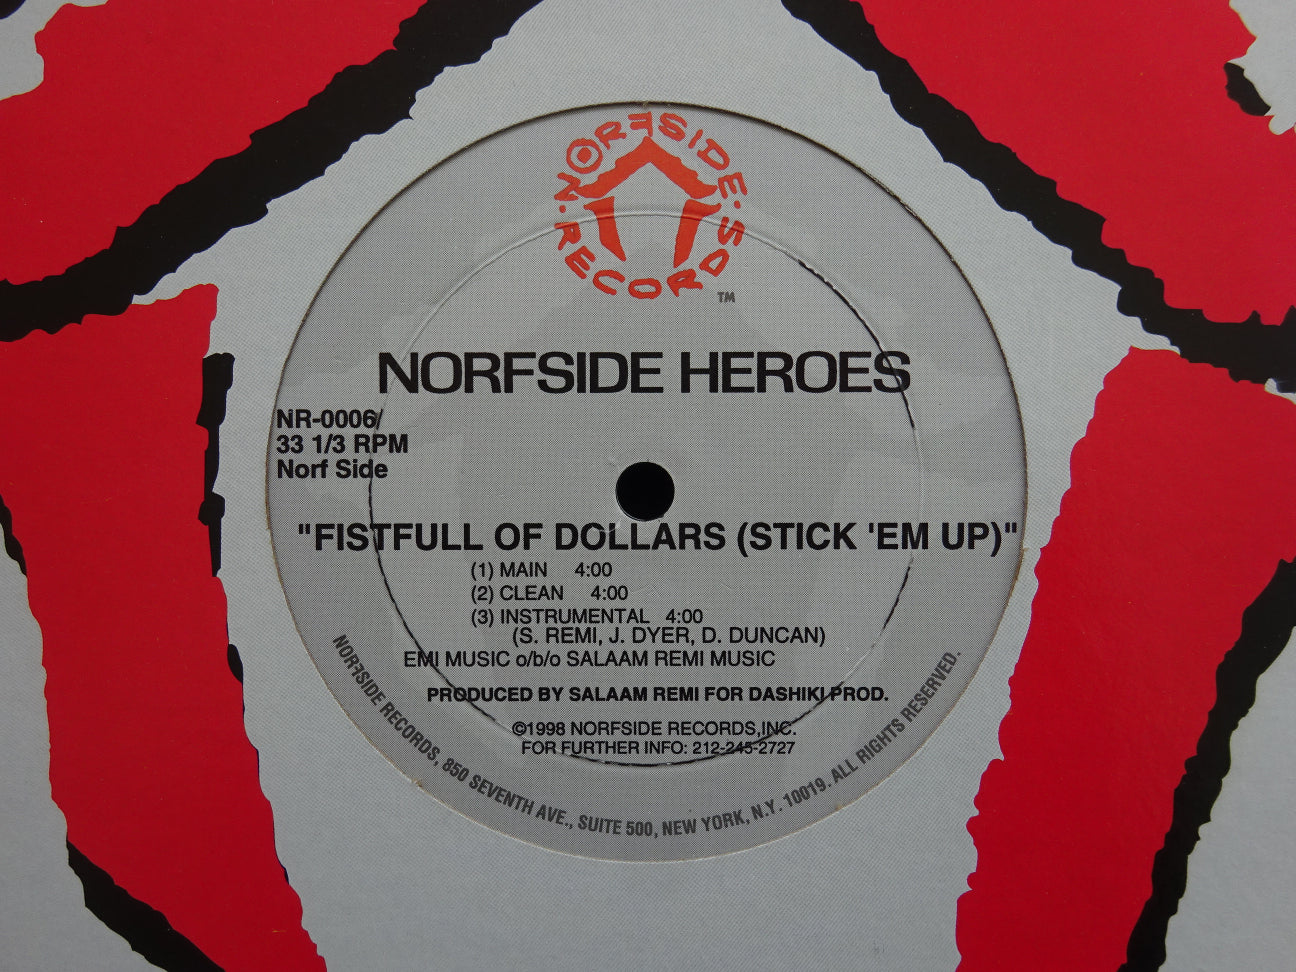 NORFSIDE
RECORDS
TM
NORFSIDE HEROES
NR-0006
33 1/3 RPM
Norf Side
"FISTFULL OF DOLLARS (STICK 'EM UP)"
(1) MAIN 4:00
(2) CLEAN 4:00
(3) INSTRUMENTAL 4:00
(S. REMI, J. DYER, D. DUNCAN)
EMI MUSIC o/b/o SALAAM REMI MUSIC
PRODUCED BY SALAAM REMI FOR DASHIKI PROD.
©1998 NORFSIDE RECORDS,INC.
FOR FURTHER INFO: 212-245-2727
NORFSIDE RECORDS, 850 SEVENTH AVE., SUITE 500, NEW YORK, N.Y. 10019. ALL RIGHTS RESERVED.